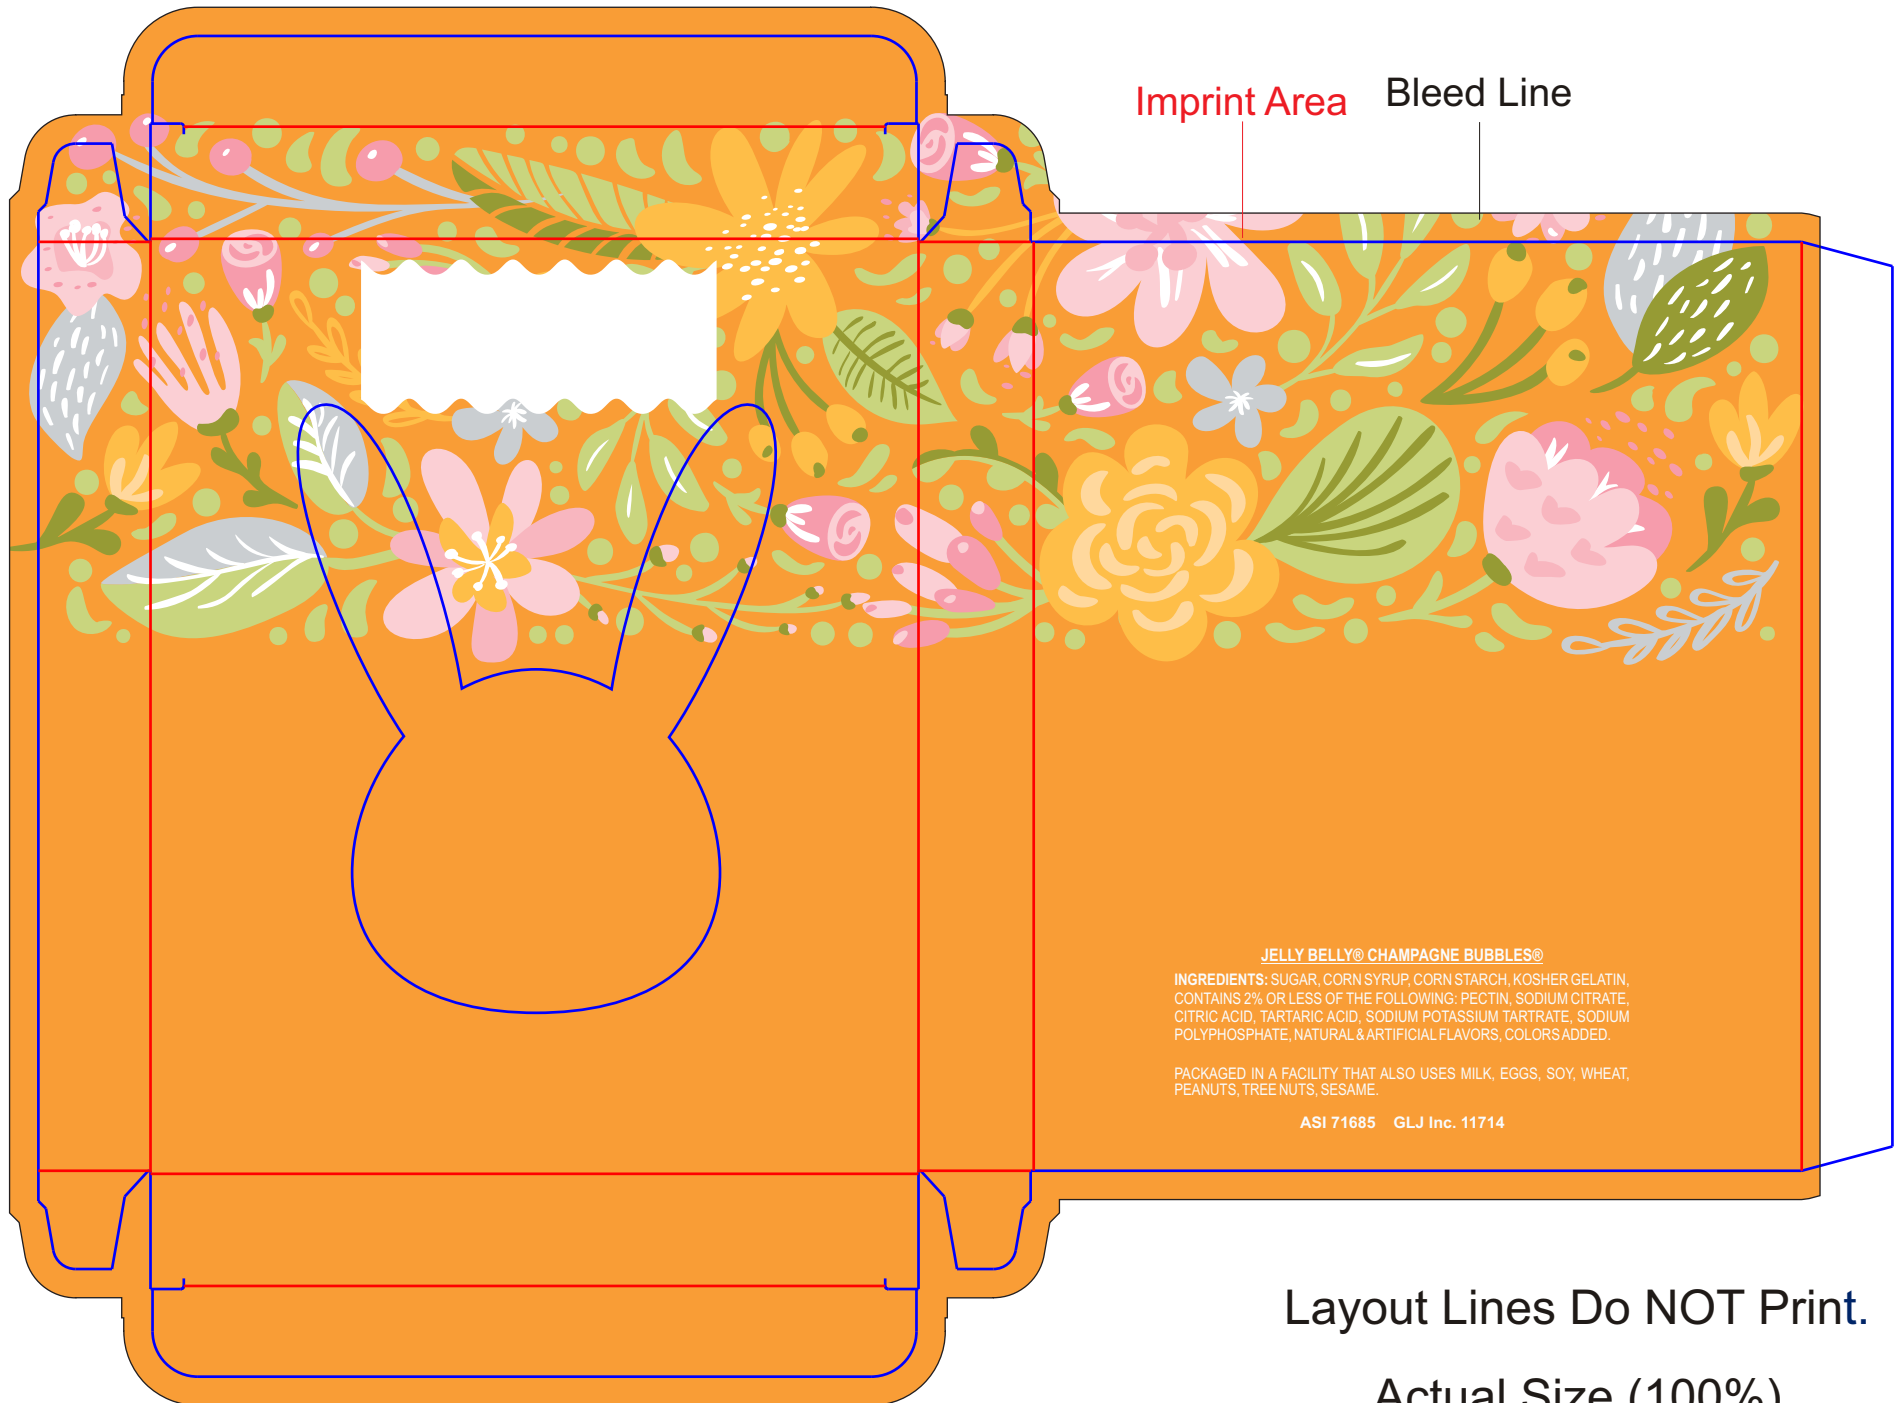 Imprint Area
Bleed Line
JELLY BELLY® CHAMPAGNE BUBBLES®
INGREDIENTS: SUGAR, CORN SYRUP, CORN STARCH, KOSHER GELATIN,
CONTAINS 2% OR LESS OF THE FOLLOWING: PECTIN, SODIUM CITRATE,
CITRIC ACID, TARTARIC ACID, SODIUM POTASSIUM TARTRATE, SODIUM
POLYPHOSPHATE, NATURAL & ARTIFICIAL FLAVORS, COLORS ADDED.
PACKAGED IN A FACILITY THAT ALSO USES MILK, EGGS, SOY, WHEAT,
PEANUTS, TREE NUTS, SESAME.
ASI 71685 GLJ Inc. 11714
Layout Lines Do NOT Print.
Actual Size (100%)